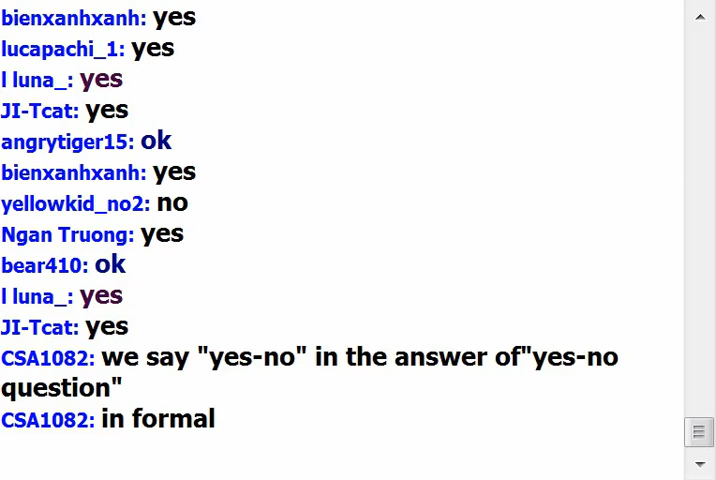 bienxanhxanh: yes
lucapachi_1: yes
l luna_: yes
JI-Tcat: yes
angrytiger15: ok
bienxanhxanh: yes
yellowkid_no2: no
Ngan Truong: yes
bear410: ok
l luna_: yes
JI-Tcat: yes
CSA1082: we say "yes-no" in the answer of"yes-no
question"
CSA1082: in formal